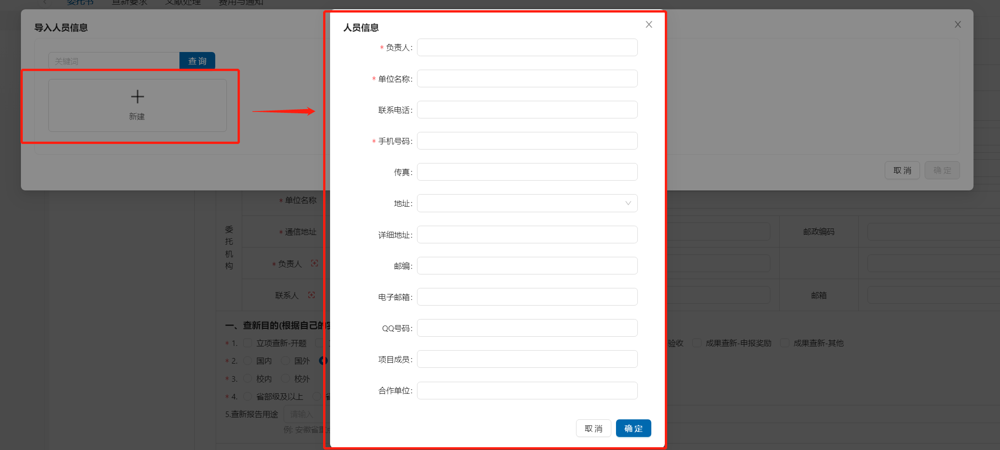 委托书 查新要求 文献处理 费用与通知
导入人员信息
关键词 查 询
新建
取 消 确 定
人员信息
* 负责人:
* 单位名称:
联系电话:
* 手机号码:
传真:
地址:
详细地址:
邮编:
电子邮箱:
QQ号码:
项目成员:
合作单位:
取 消 确 定
委托机构
* 单位名称
* 通信地址 邮政编码
* 负责人
联系人 邮箱
一、查新目的(根据自己的
* 1. 立项查新-开题 验收 成果查新-申报奖励 成果查新-其他
* 2. 国内 国外
* 3. 校内 校外
* 4. 省部级及以上
5.查新报告用途 请输入
例: 安徽省重点